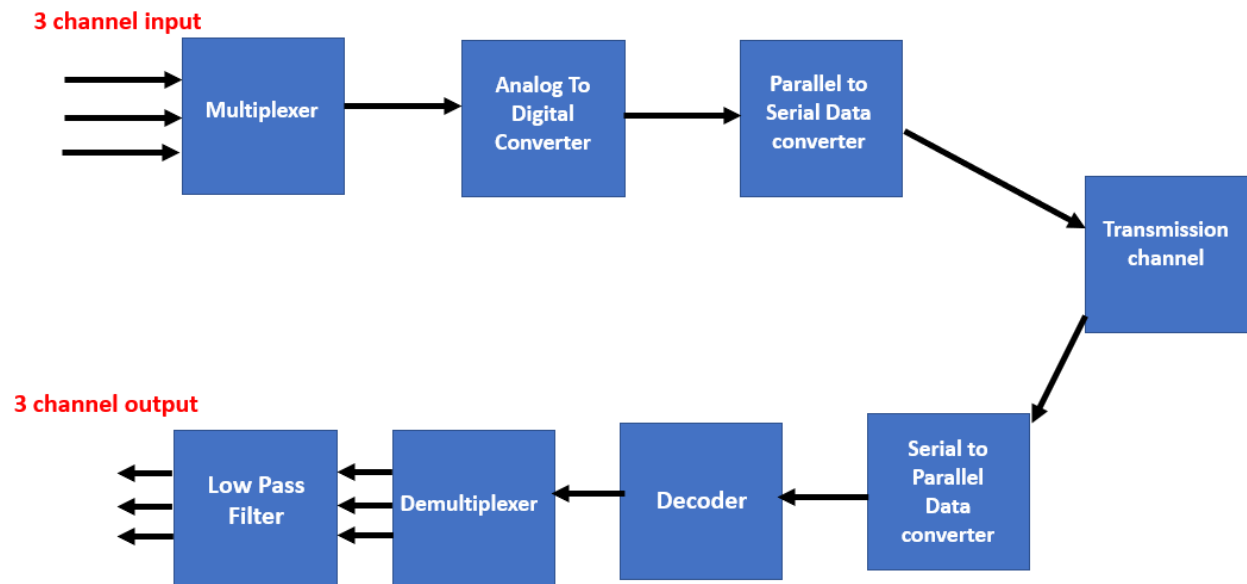 3 channel input
Multiplexer
Analog To
Digital
Converter
Parallel to
Serial Data
converter
Transmission
channel
3 channel output
Low Pass
Filter
Demultiplexer
Decoder
Serial to
Parallel
Data
converter